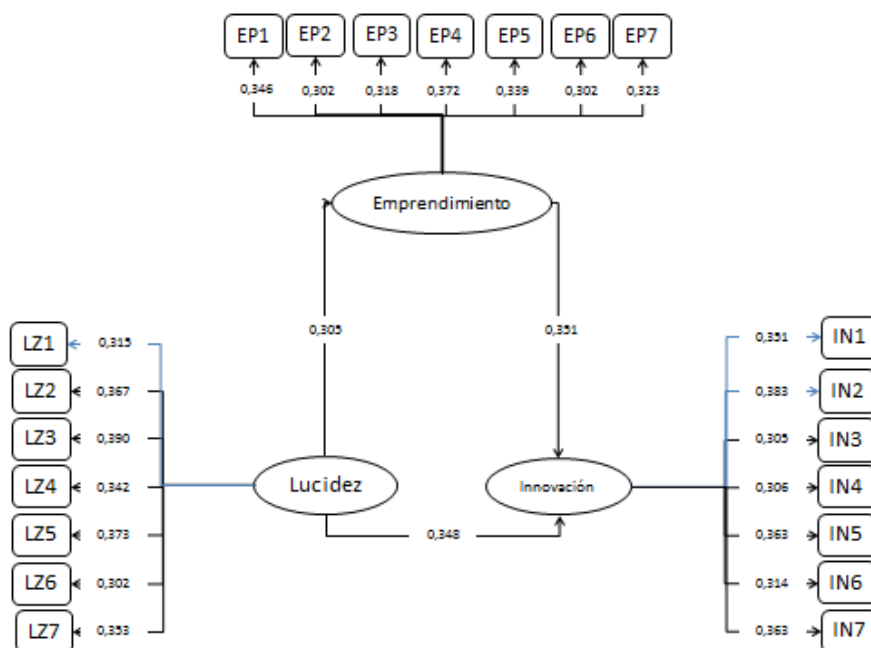 EP1 EP2 EP3 EP4 EP5 EP6 EP7
0,346 0,302 0,318 0,372 0,339 0,302 0,323
Emprendimiento
0,305 0,351
LZ1 0,315 0,351 IN1
LZ2 0,367 0,383 IN2
LZ3 0,390 0,305 IN3
LZ4 0,342 Lucidez Innovación 0,306 IN4
LZ5 0,373 0,348 0,363 IN5
LZ6 0,302 0,314 IN6
LZ7 0,353 0,363 IN7